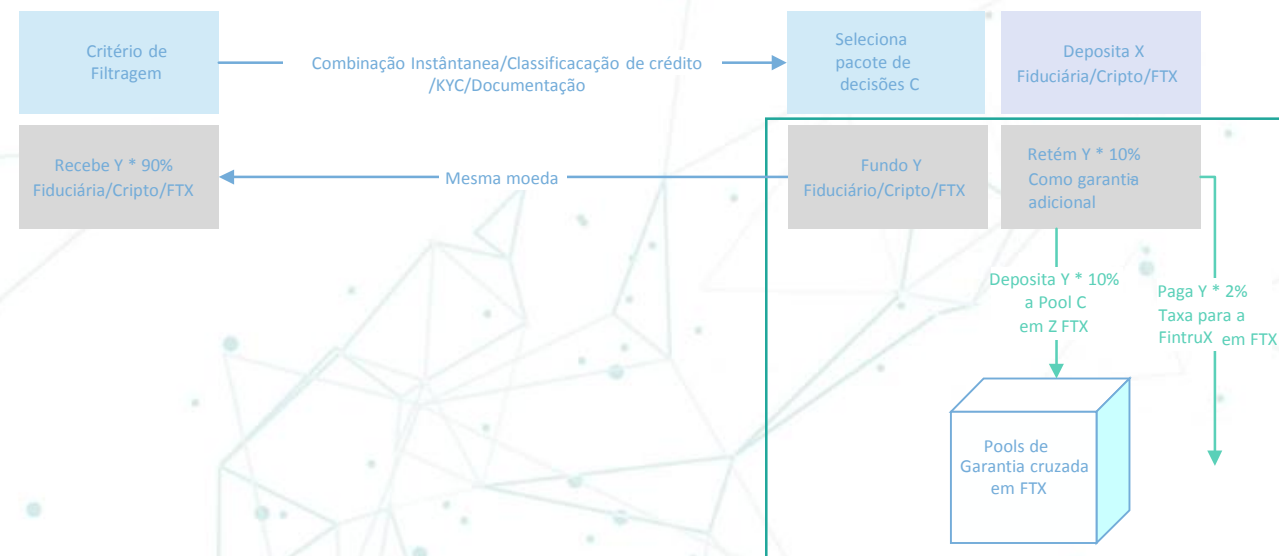 Critério de
Filtragem
Combinação Instântanea/Classificacação de crédito
/KYC/Documentação
Seleciona
pacote de
decisões C
Deposita X
Fiduciária/Cripto/FTX
Recebe Y * 90%
Fiduciária/Cripto/FTX
Mesma moeda
Fundo Y
Fiduciário/Cripto/FTX
Retém Y * 10%
Como garantia
adicional
Deposita Y * 10%
a Pool C
em Z FTX
Paga Y * 2%
Taxa para a
FintruX em FTX
Pools de
Garantia cruzada
em FTX